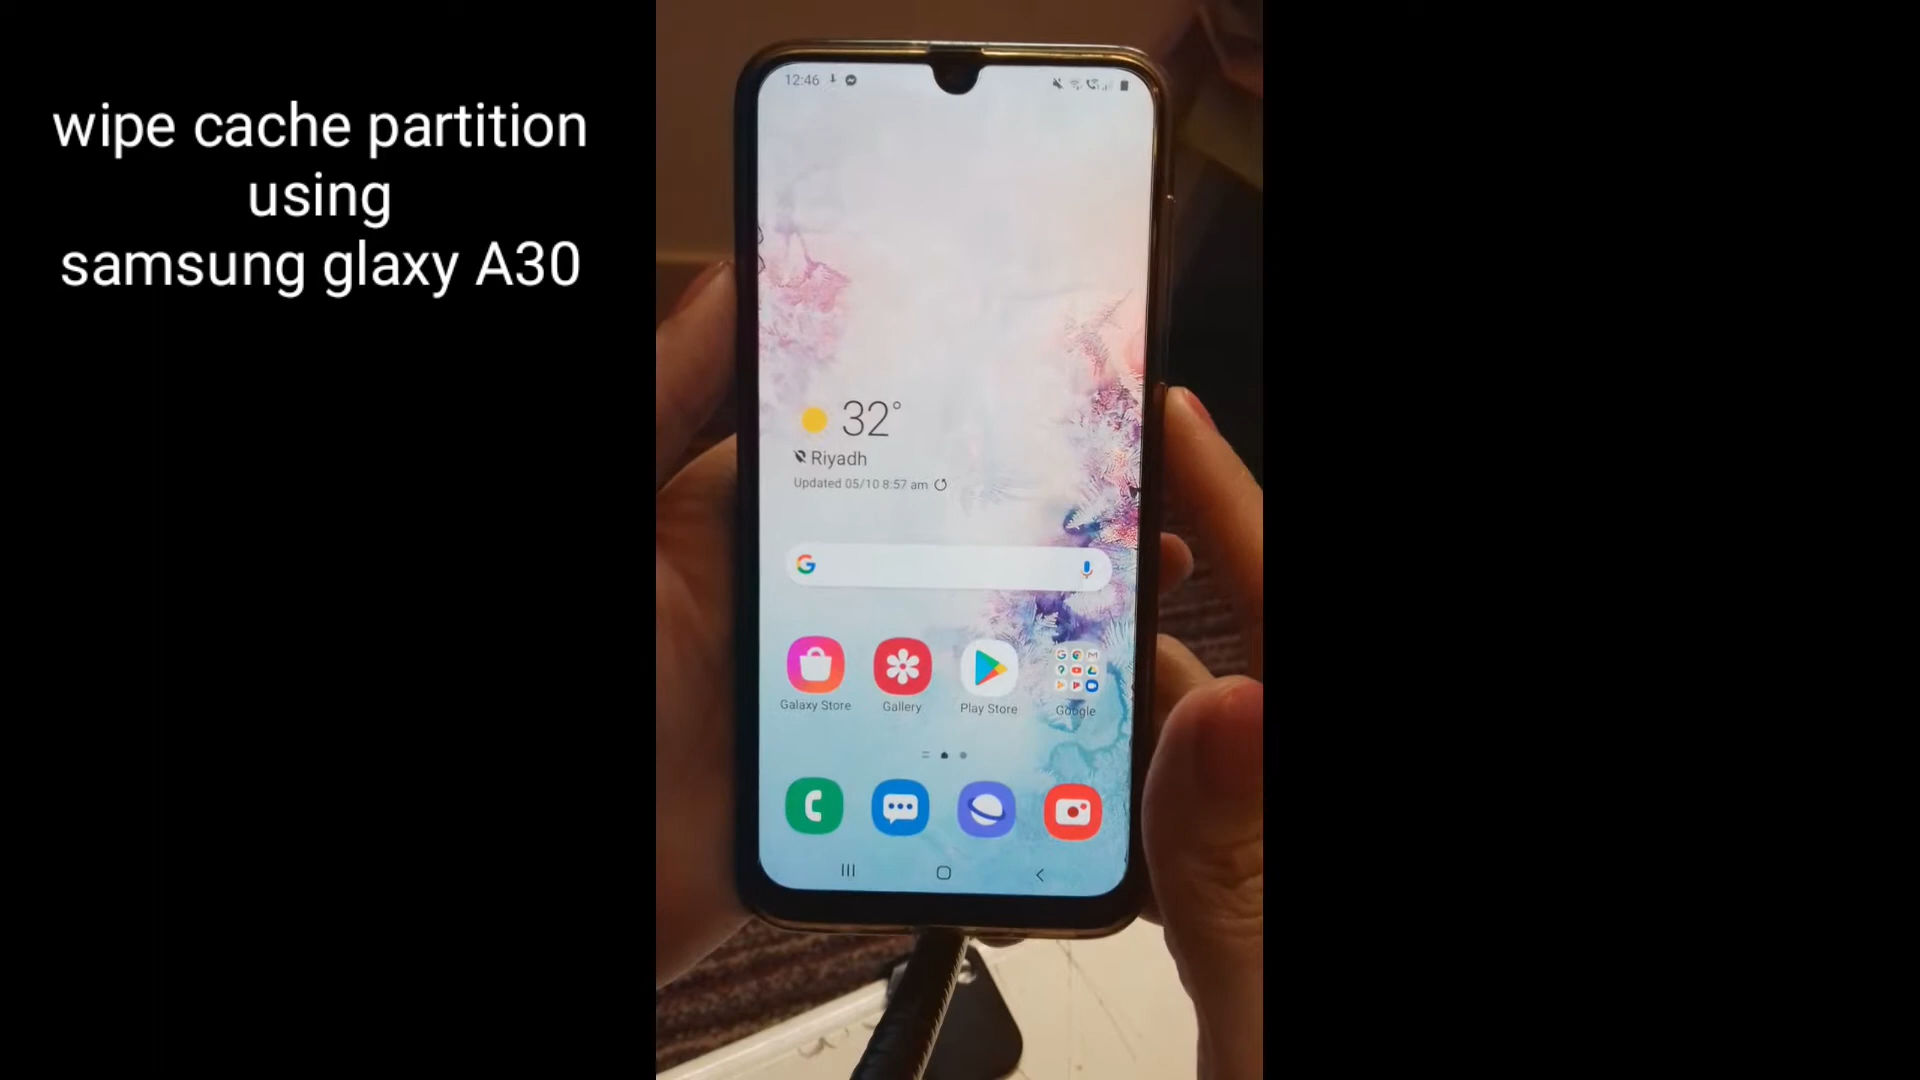 wipe cache partition
using
samsung glaxy A30
12:46
32°
Riyadh
Updated 05/10 8:57 am
Galaxy Store
Gallery
Play Store
Google